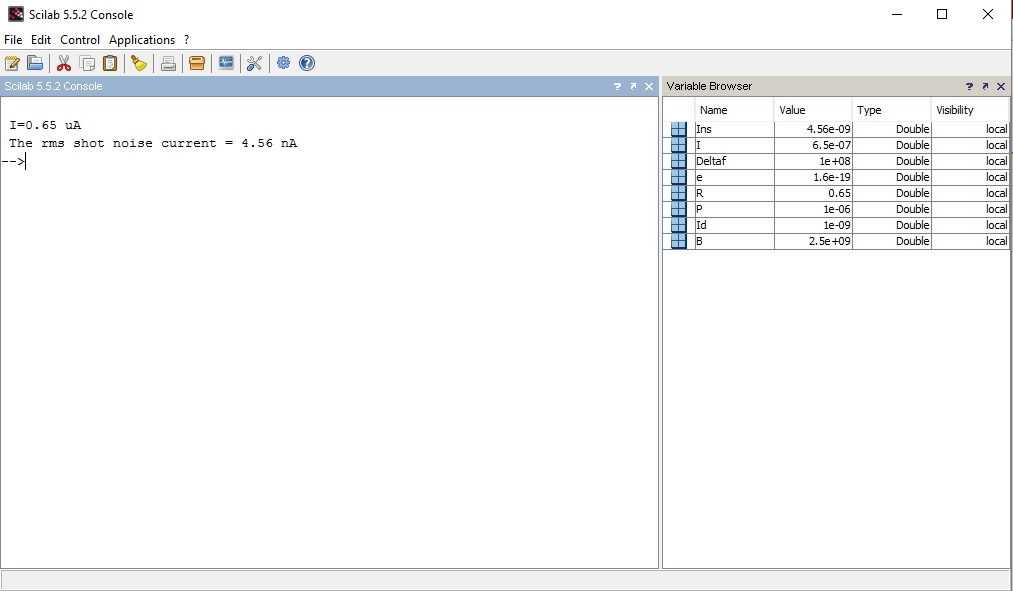 Scilab 5.5.2 Console
File Edit Control Applications ?
Scilab 5.5.2 Console ?
I=0.65 uA
The rms shot noise current = 4.56 nA
-->
Variable Browser ?
Name Value Type Visibility
Ins 4.56e-09 Double local
I 6.5e-07 Double local
Deltaf 1e+08 Double local
e 1.6e-19 Double local
R 0.65 Double local
P 1e-06 Double local
Id 1e-09 Double local
B 2.5e+09 Double local